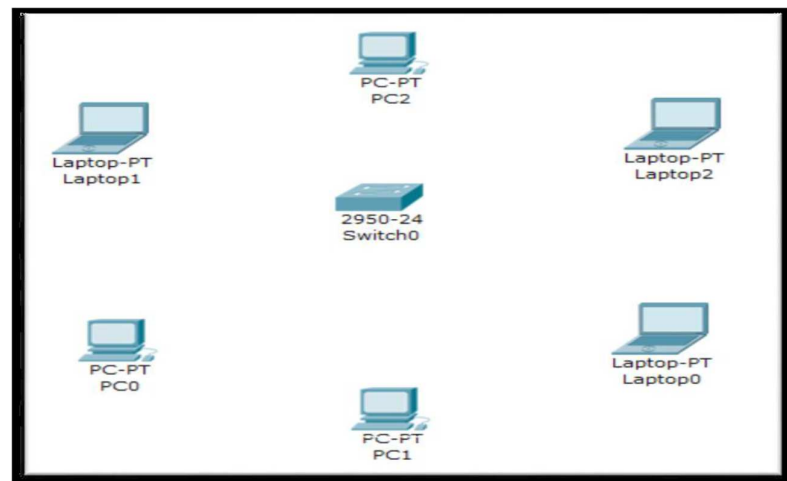 PC-PT
PC2
Laptop-PT
Laptop1
Laptop-PT
Laptop2
2950-24
Switch0
PC-PT
PC0
Laptop-PT
Laptop0
PC-PT
PC1